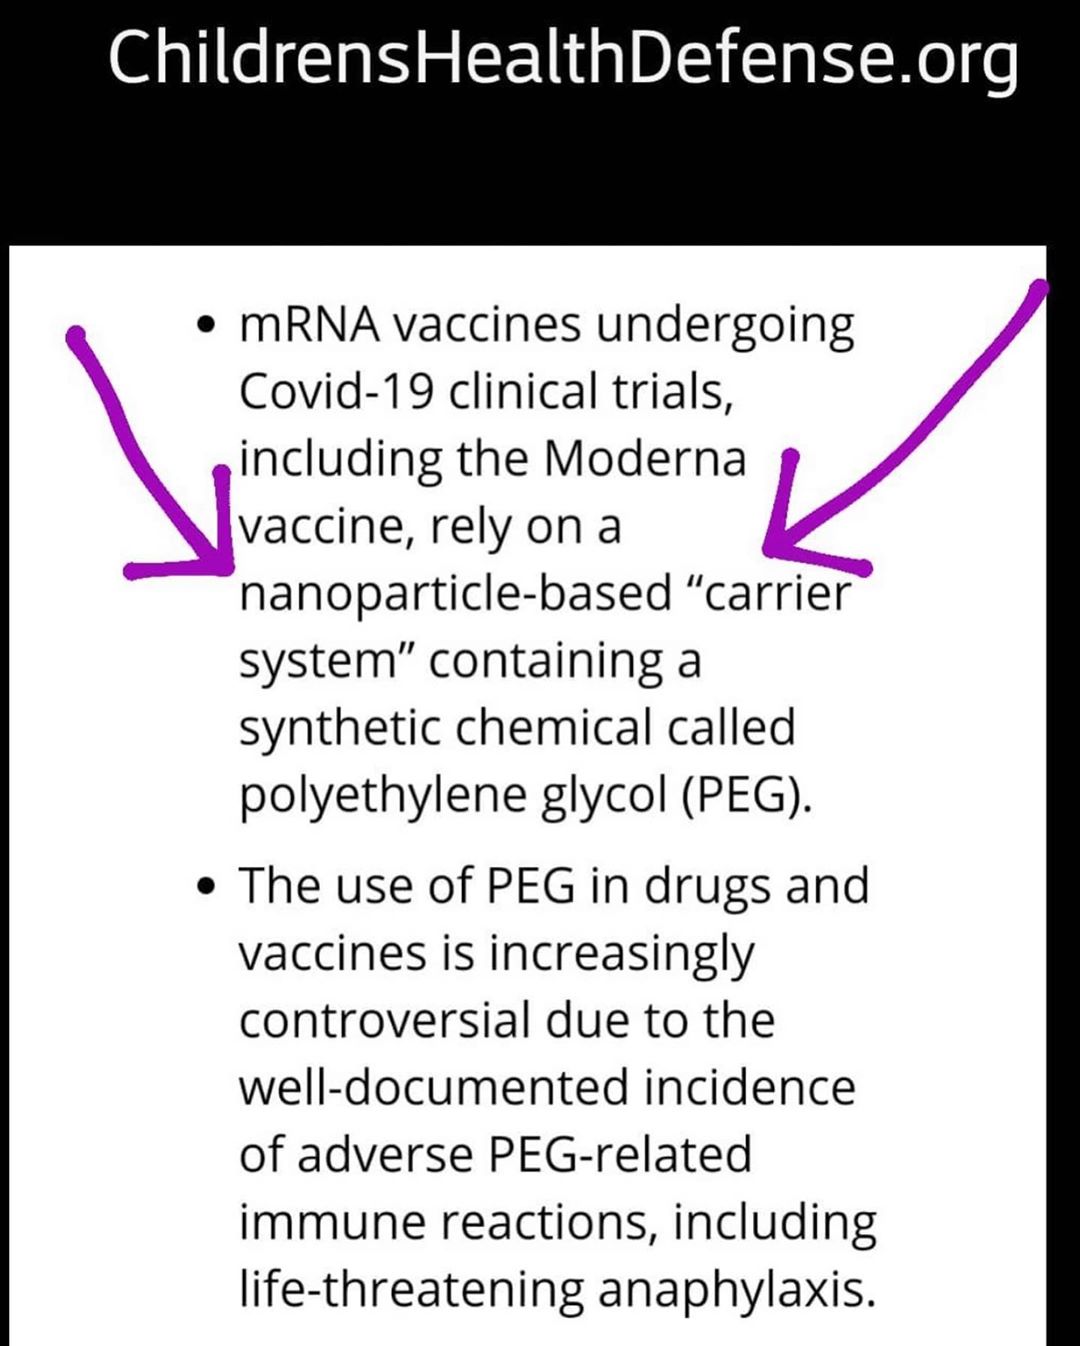 ChildrensHealthDefense.org
• mRNA vaccines undergoing
Covid-19 clinical trials,
including the Moderna
vaccine, rely on a
nanoparticle-based “carrier
system” containing a
synthetic chemical called
polyethylene glycol (PEG).
• The use of PEG in drugs and
vaccines is increasingly
controversial due to the
well-documented incidence
of adverse PEG-related
immune reactions, including
life-threatening anaphylaxis.